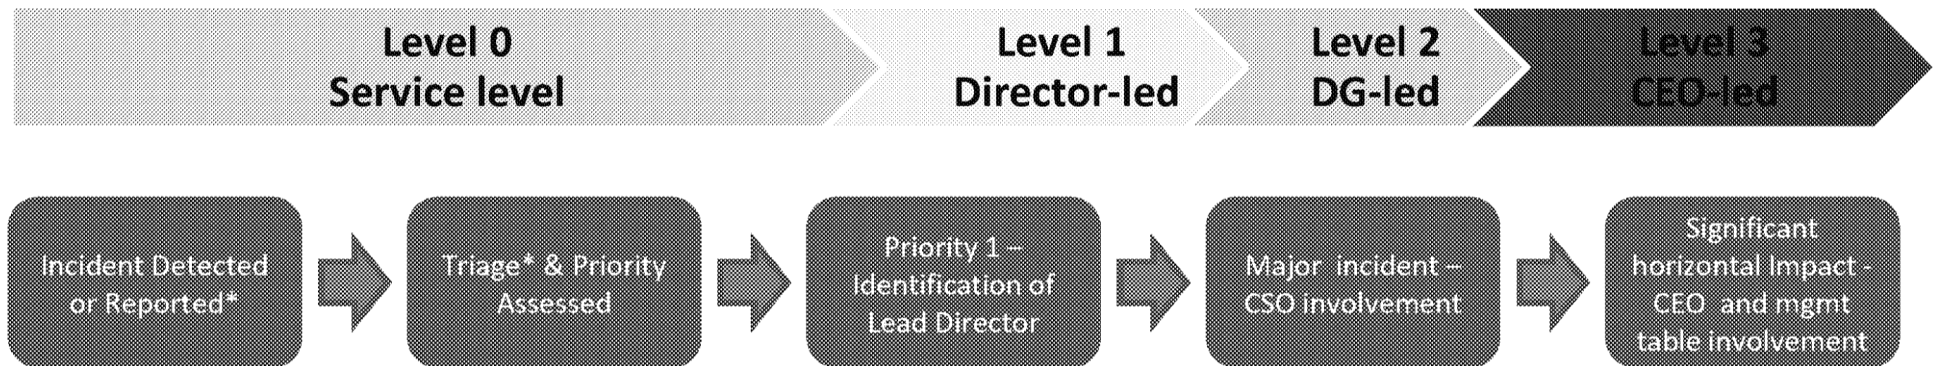 Level 0
Service level
Level 1
Director-led
Level 2
DG-led
Level 3
CEO-led
Incident Detected
or Reported*
Triage* & Priority
Assessed
Priority 1 –
Identification of
Lead Director
Major incident –
CSO involvement
Significant
horizontal Impact -
CEO and mgmt
table involvement